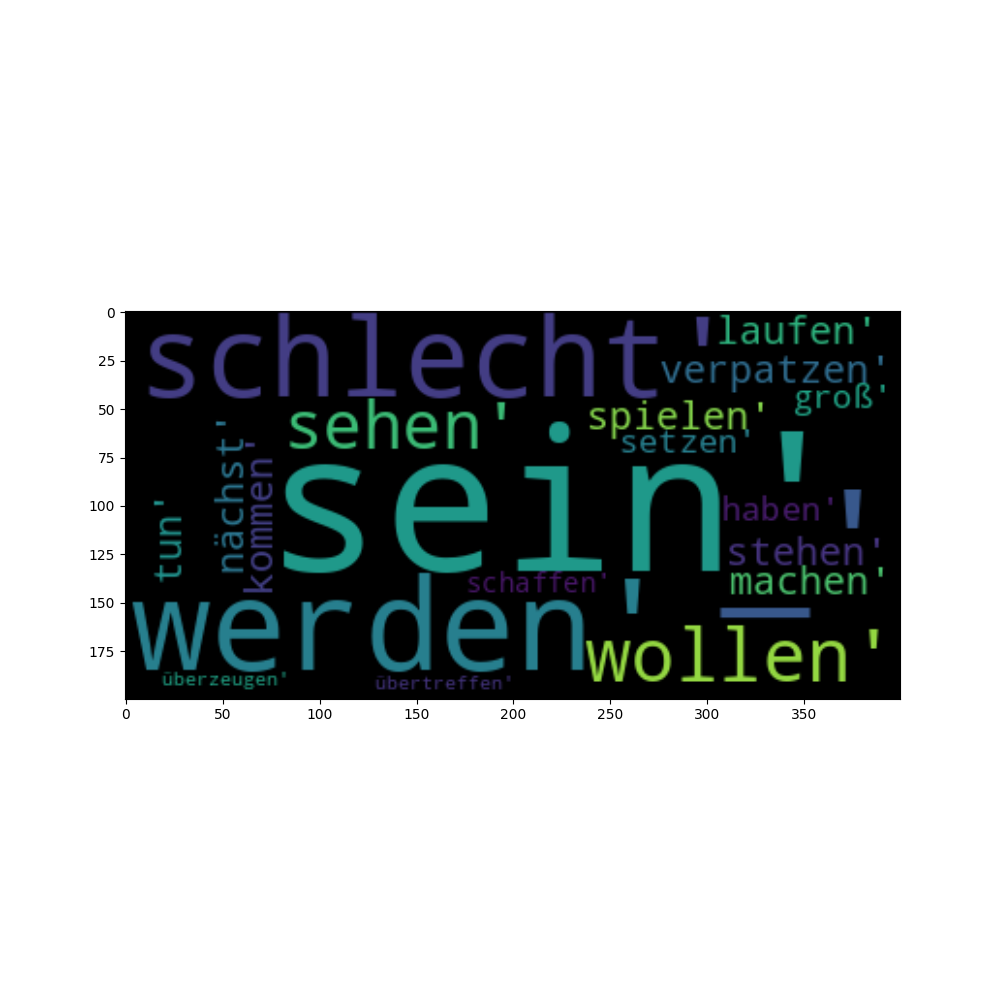 schlecht'
laufen'
verpatzen'
groß'
sehen'
spielen'
setzen'
sein'
haben'
stehen'
machen'
_'
tun'
nächst'
kommen'
schaffen'
werden'
wollen'
überzeugen'
übertreffen'
0
25
50
75
100
125
150
175
0 50 100 150 200 250 300 350